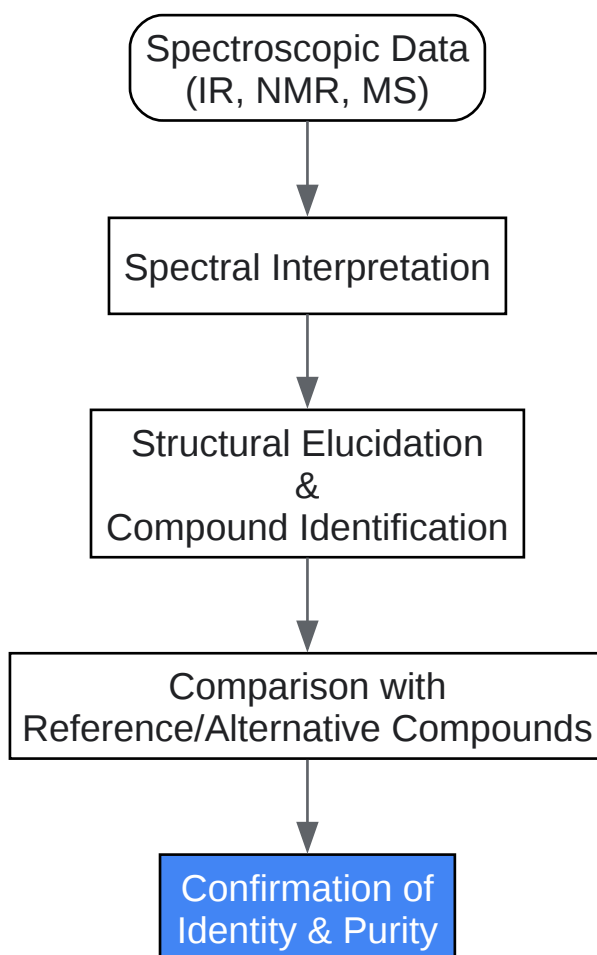 Spectroscopic Data
(IR, NMR, MS)
Spectral Interpretation
Structural Elucidation
&
Compound Identification
Comparison with
Reference/Alternative Compounds
Confirmation of
Identity & Purity